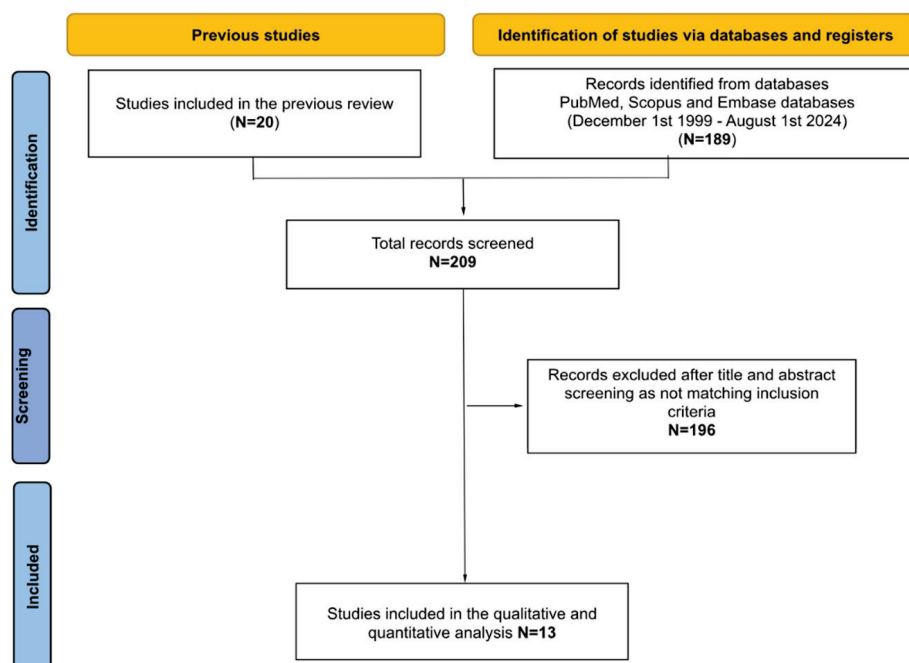 Previous studies
Identification of studies via databases and registers
Identification
Studies included in the previous review
(N=20)
Records identified from databases
PubMed, Scopus and Embase databases
(December 1st 1999 - August 1st 2024)
(N=189)
Total records screened
N=209
Screening
Records excluded after title and abstract
screening as not matching inclusion
criteria
N=196
Included
Studies included in the qualitative and
quantitative analysis N=13